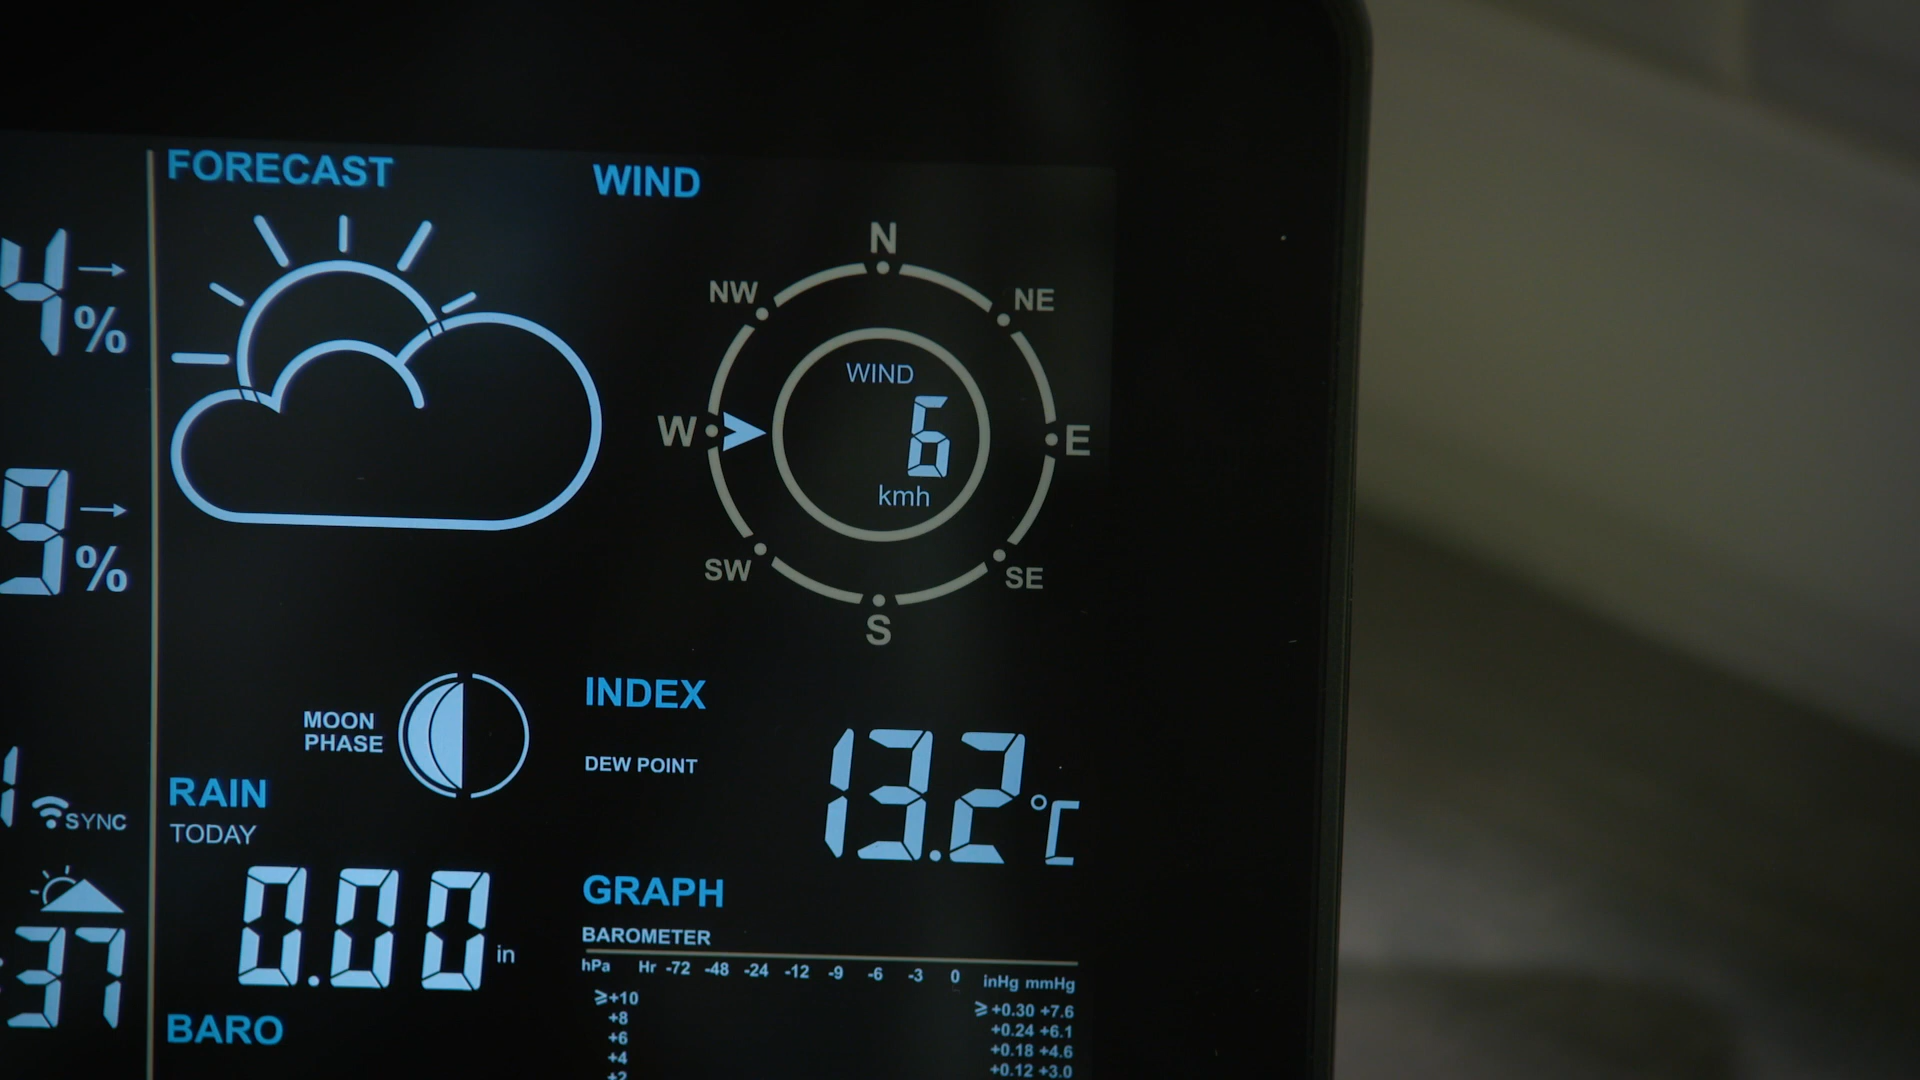 4
%
9
%
1
SYNC
37
FORECAST
MOON
PHASE
RAIN
TODAY
0.00 in
BARO
WIND
N
NW NE
WIND
6
W E
kmh
SW SE
S
INDEX
DEW POINT
13.2 °C
GRAPH
BAROMETER
hPa Hr -72 -48 -24 -12 -9 -6 -3 0 inHg mmHg
≥+10 ≥+0.30 +7.6
+8 +0.24 +6.1
+6 +0.18 +4.6
+4 +0.12 +3.0
+2